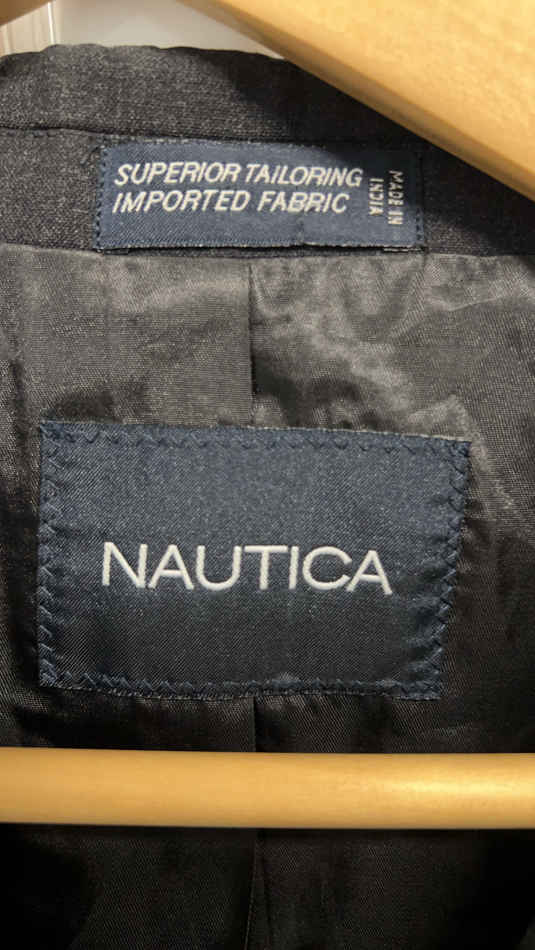 SUPERIOR TAILORING
IMPORTED FABRIC
MADE IN
INDIA
NAUTICA